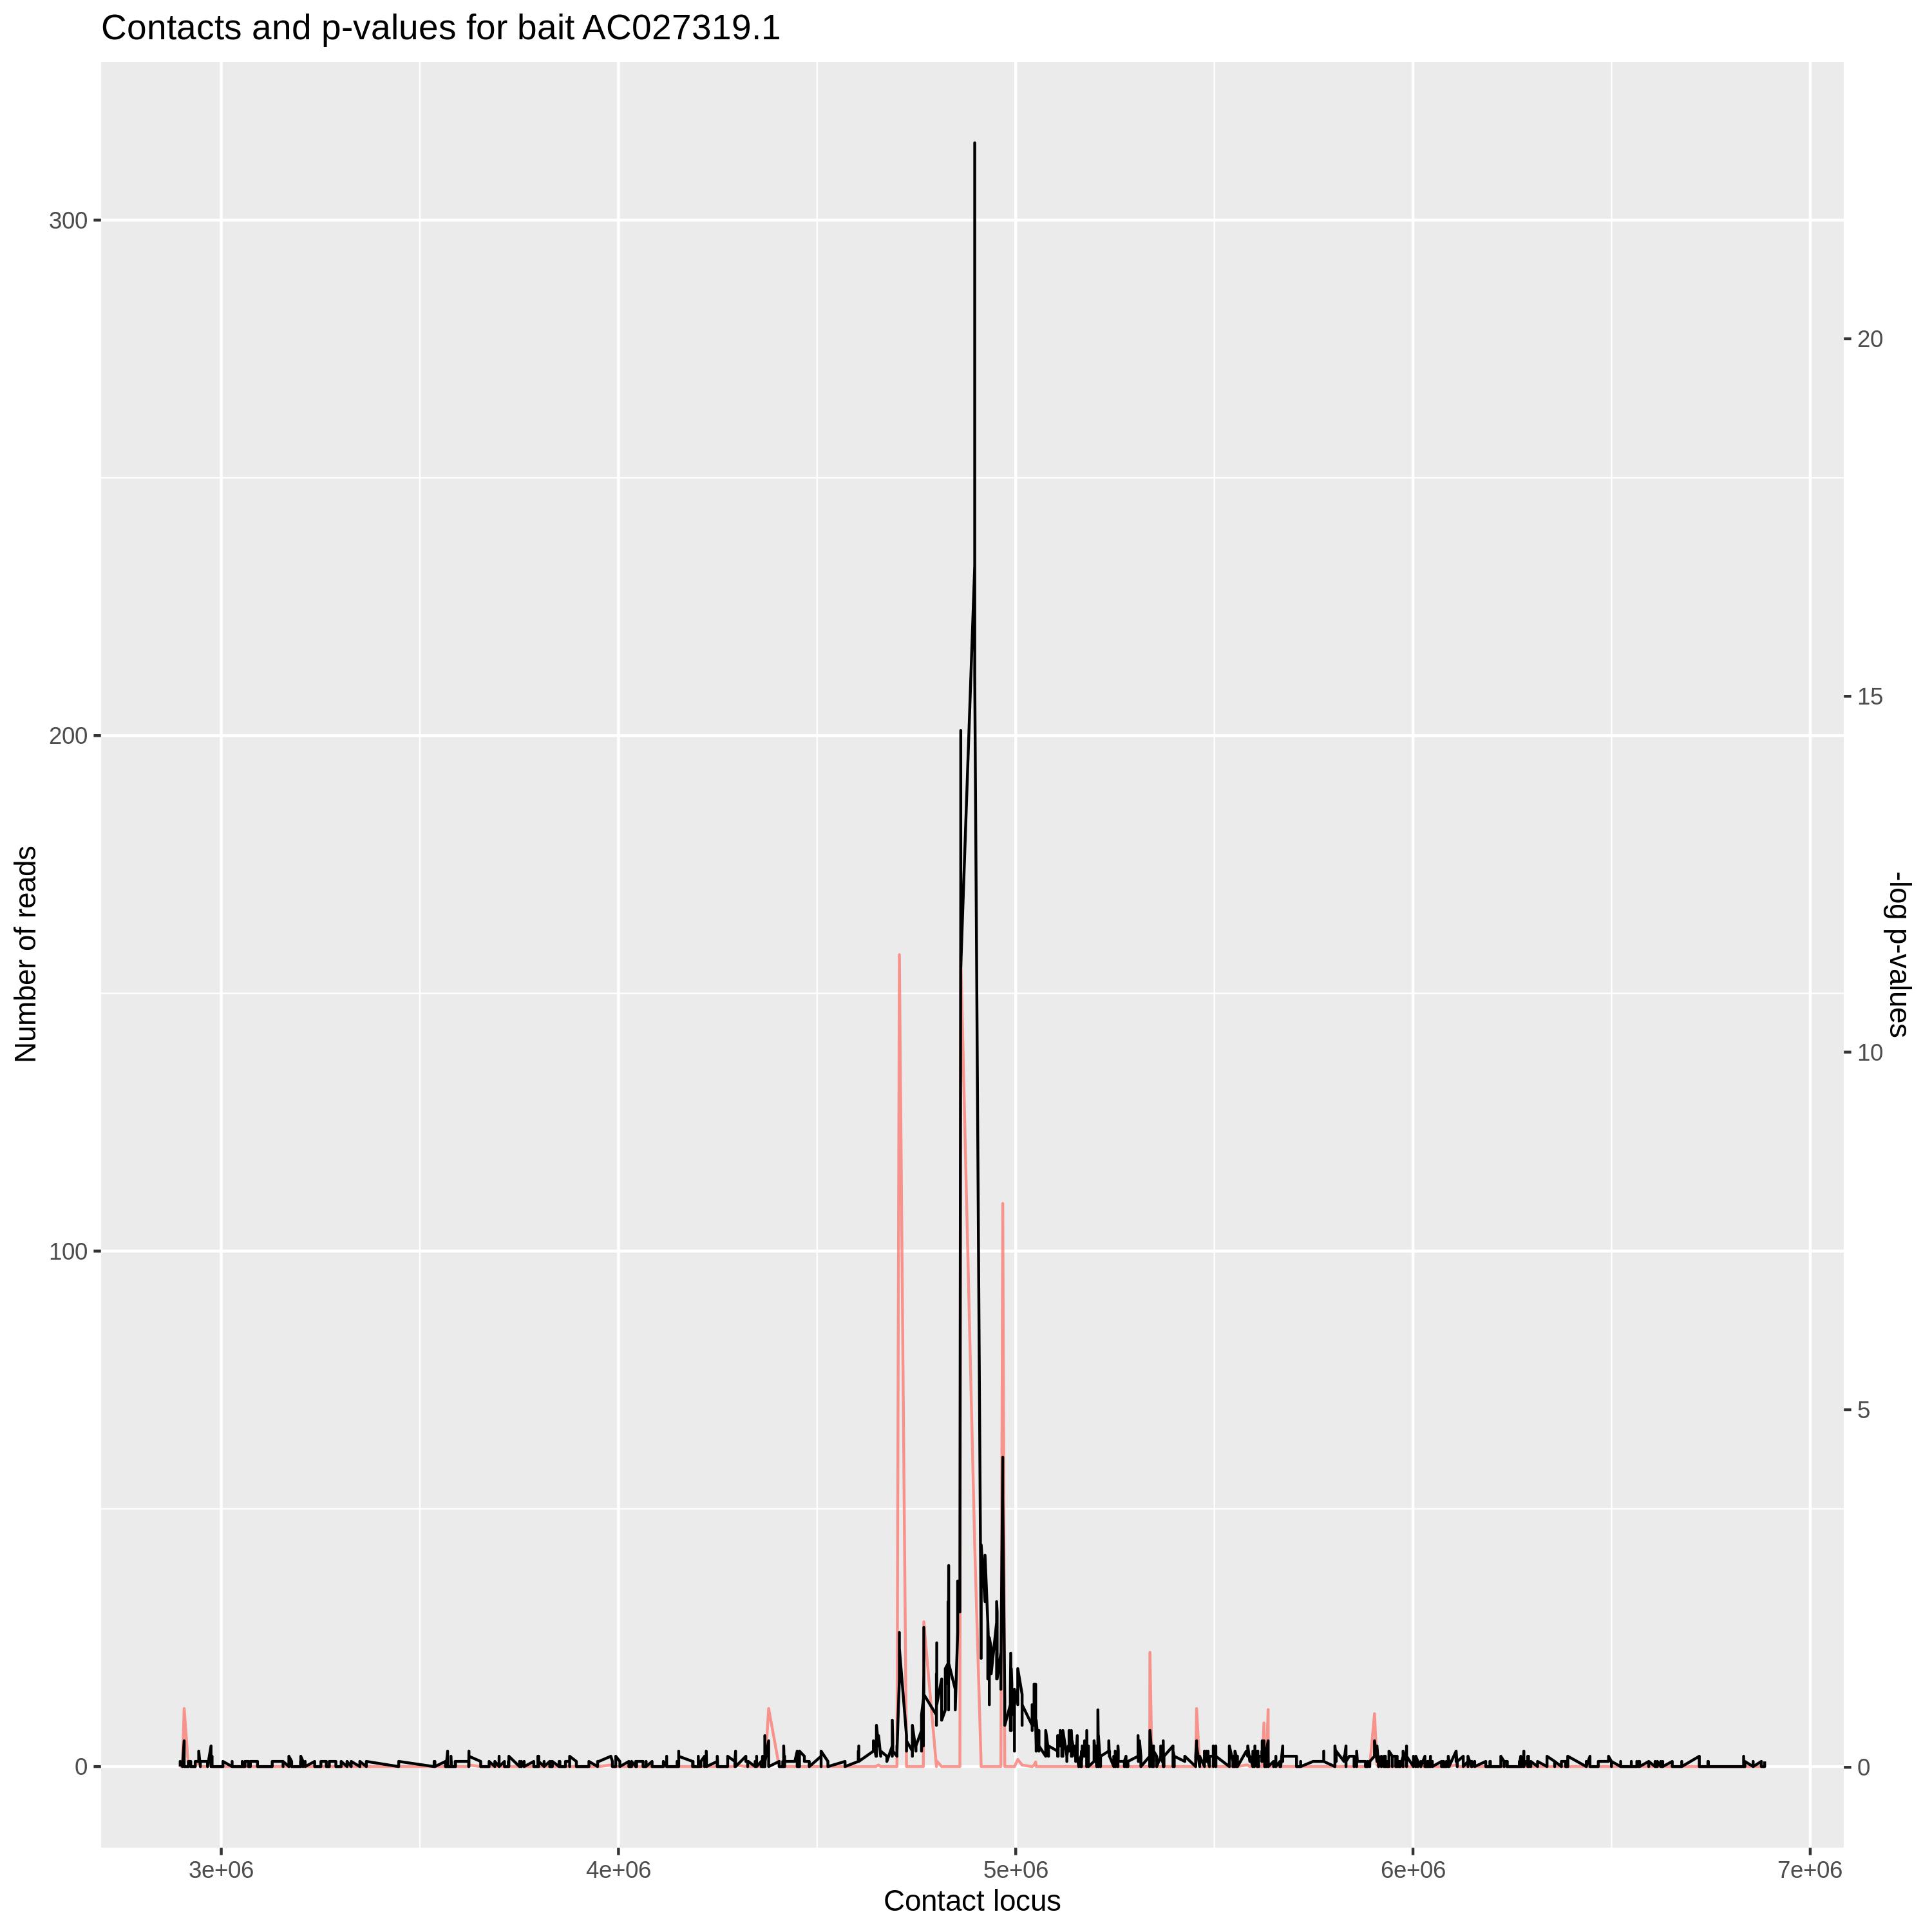 Contacts and p-values for bait AC027319.1
300
200
100
0
Number of reads
20
15
10
5
0
-log p-values
3e+06
4e+06
5e+06
6e+06
7e+06
Contact locus